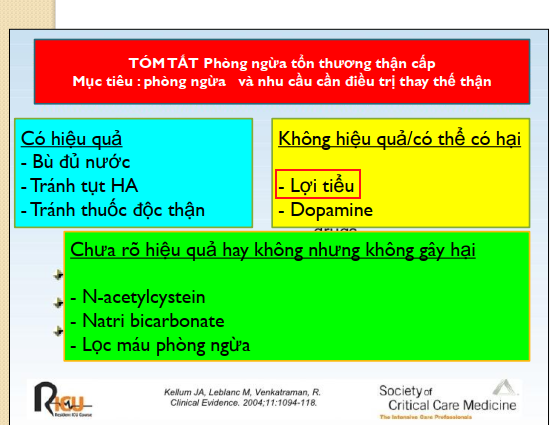 TÓM TẮT Phòng ngừa tổn thương thận cấp
Mục tiêu : phòng ngừa và nhu cầu cần điều trị thay thế thận
Có hiệu quả
- Bù đủ nước
- Tránh tụt HA
- Tránh thuốc độc thận
Không hiệu quả/có thể có hại
- Lợi tiểu
- Dopamine
Chưa rõ hiệu quả hay không nhưng không gây hại
- N-acetylcystein
- Natri bicarbonate
- Lọc máu phòng ngừa
RICU
Resident ICU Course
Kellum JA, Leblanc M, Venkatraman, R.
Clinical Evidence. 2004;11:1094-118.
Society of
Critical Care Medicine
The Intensive Care Professionals